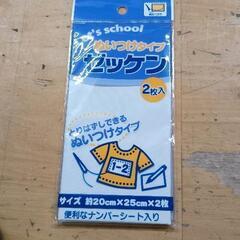 's school
ぬいつけタイプ
ゼッケン
2枚入
とりはずしできる
ぬいつけタイプ
1-2
サイズ 約20cm×25cm×2枚
便利なナンバーシート入り